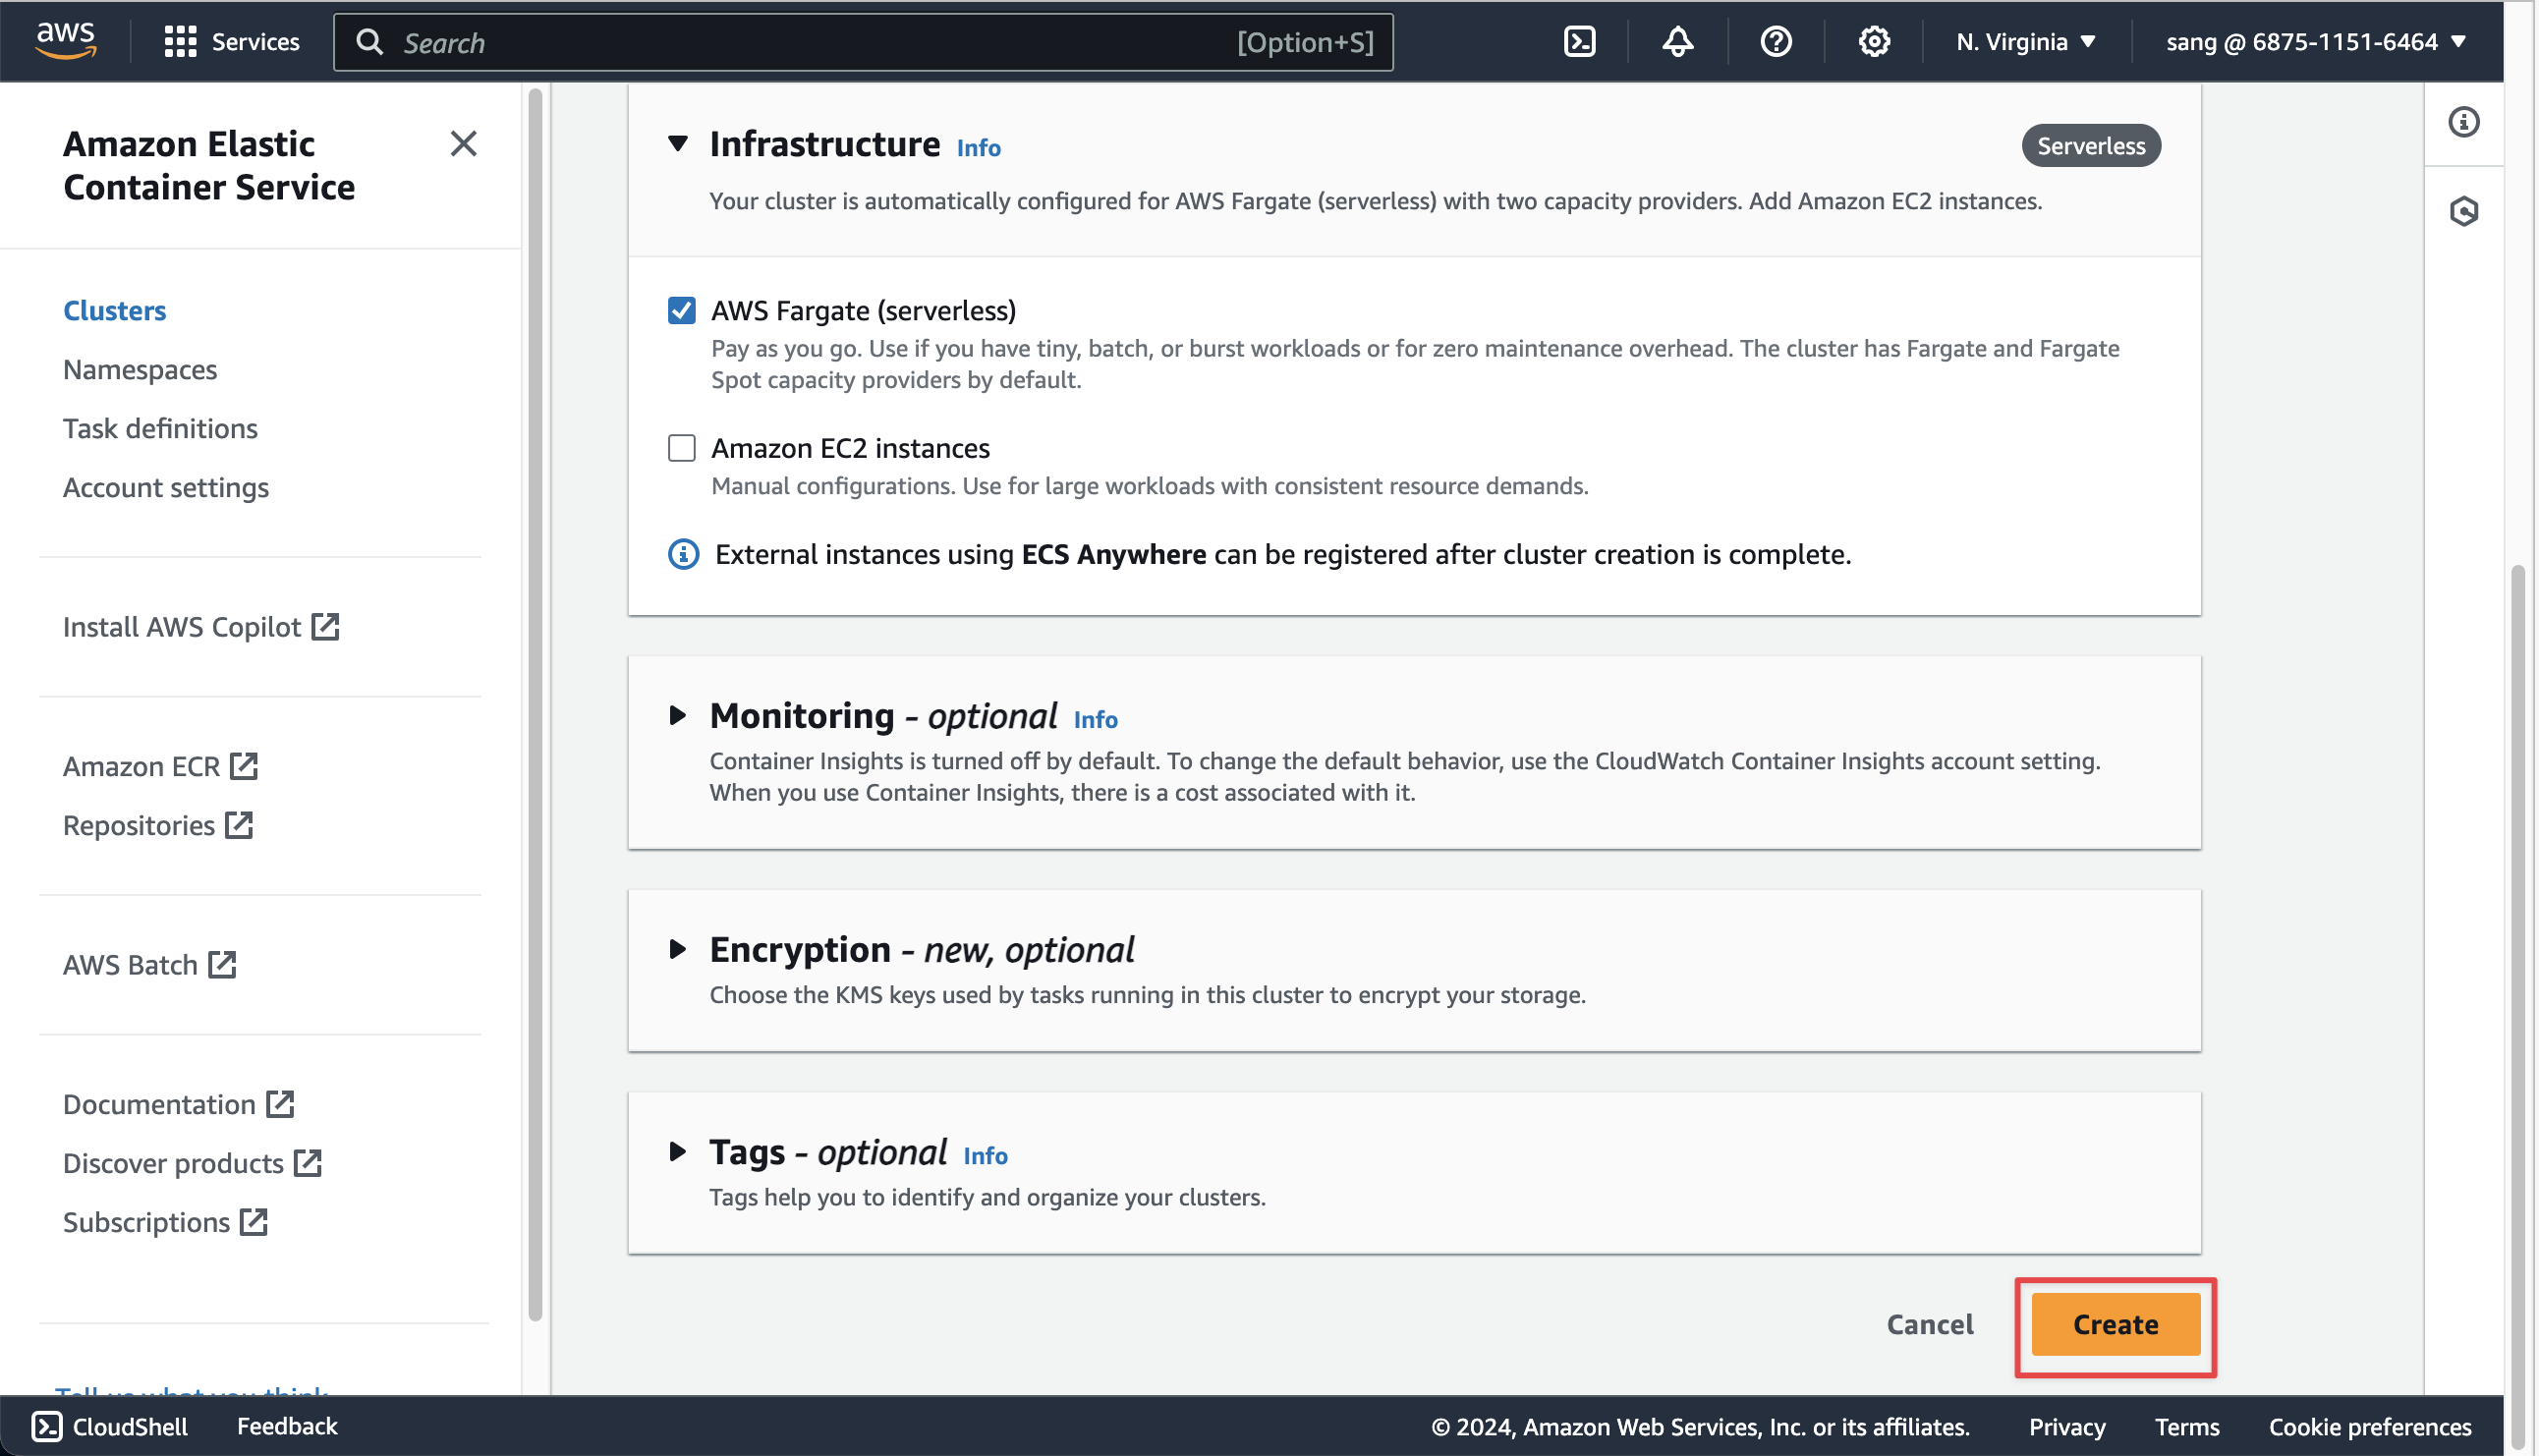 aws
Services
Search
[Option+S]
N. Virginia
sang @ 6875-1151-6464
Amazon Elastic
Container Service
Clusters
Namespaces
Task definitions
Account settings
Install AWS Copilot
Amazon ECR
Repositories
AWS Batch
Documentation
Discover products
Subscriptions
Tell us what you think
Infrastructure Info
Serverless
Your cluster is automatically configured for AWS Fargate (serverless) with two capacity providers. Add Amazon EC2 instances.
AWS Fargate (serverless)
Pay as you go. Use if you have tiny, batch, or burst workloads or for zero maintenance overhead. The cluster has Fargate and Fargate
Spot capacity providers by default.
Amazon EC2 instances
Manual configurations. Use for large workloads with consistent resource demands.
External instances using ECS Anywhere can be registered after cluster creation is complete.
Monitoring - optional Info
Container Insights is turned off by default. To change the default behavior, use the CloudWatch Container Insights account setting.
When you use Container Insights, there is a cost associated with it.
Encryption - new, optional
Choose the KMS keys used by tasks running in this cluster to encrypt your storage.
Tags - optional Info
Tags help you to identify and organize your clusters.
Cancel
Create
CloudShell
Feedback
© 2024, Amazon Web Services, Inc. or its affiliates.
Privacy
Terms
Cookie preferences